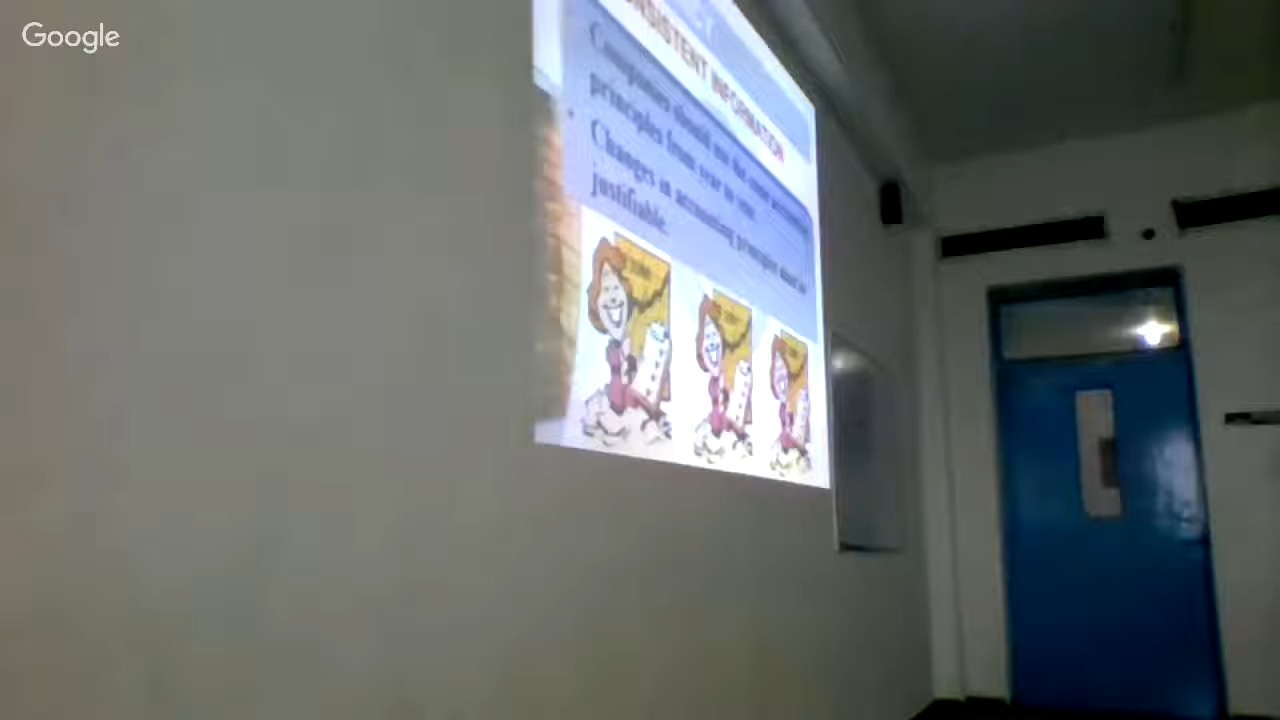 Google
NSISTENT INFORMATION
Companies should use the same accounting
principles from year to year.
Changes in accounting principles must be
justifiable.